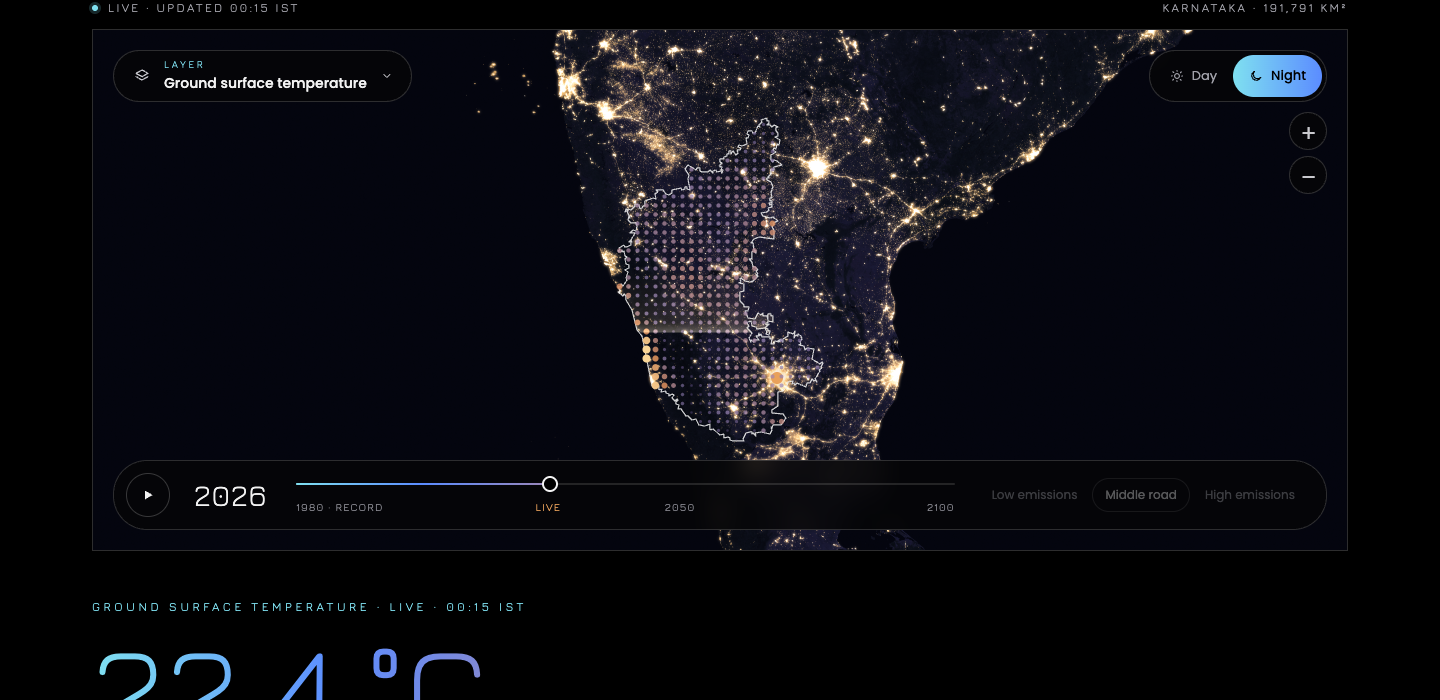 LIVE · UPDATED 00:15 IST
KARNATAKA · 191,791 KM²
LAYER
Ground surface temperature
Day
Night
2026
1980 · RECORD
LIVE
2050
2100
Low emissions
Middle road
High emissions
GROUND SURFACE TEMPERATURE · LIVE · 00:15 IST